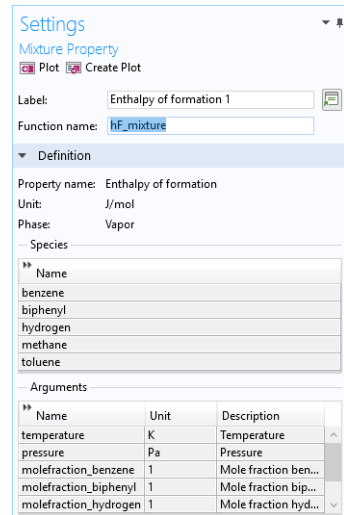 Settings
Mixture Property
Plot Create Plot
Label: Enthalpy of formation 1
Function name: hF_mixture
Definition
Property name: Enthalpy of formation
Unit: J/mol
Phase: Vapor
Species
Name
benzene
biphenyl
hydrogen
methane
toluene
Arguments
Name Unit Description
temperature K Temperature
pressure Pa Pressure
molefraction_benzene 1 Mole fraction ben...
molefraction_biphenyl 1 Mole fraction bip...
molefraction_hydrogen 1 Mole fraction hyd...